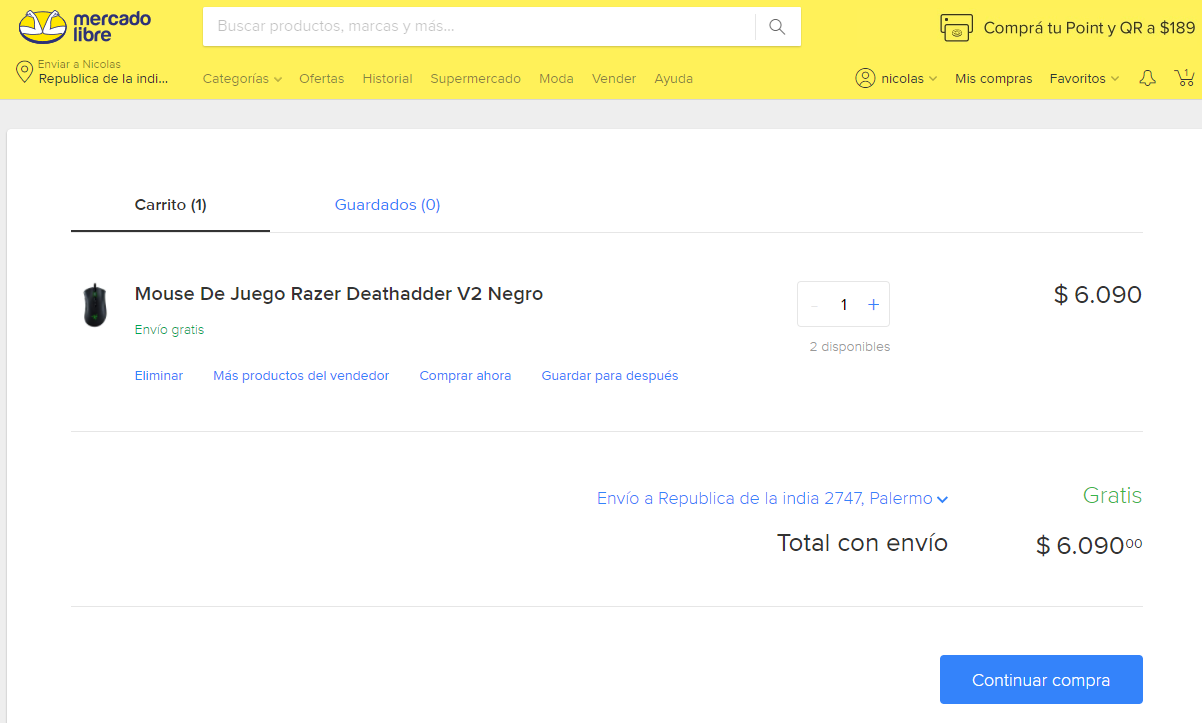 mercado
libre
Buscar productos, marcas y más...
Comprá tu Point y QR a $189
Enviar a Nicolas
Republica de la indi...
Categorías Ofertas Historial Supermercado Moda Vender Ayuda
nicolas Mis compras Favoritos 1
Carrito (1) Guardados (0)
Mouse De Juego Razer Deathadder V2 Negro
- 1 +
$ 6.090
Envío gratis
2 disponibles
Eliminar Más productos del vendedor Comprar ahora Guardar para después
Envío a Republica de la india 2747, Palermo Gratis
Total con envío $ 6.09000
Continuar compra